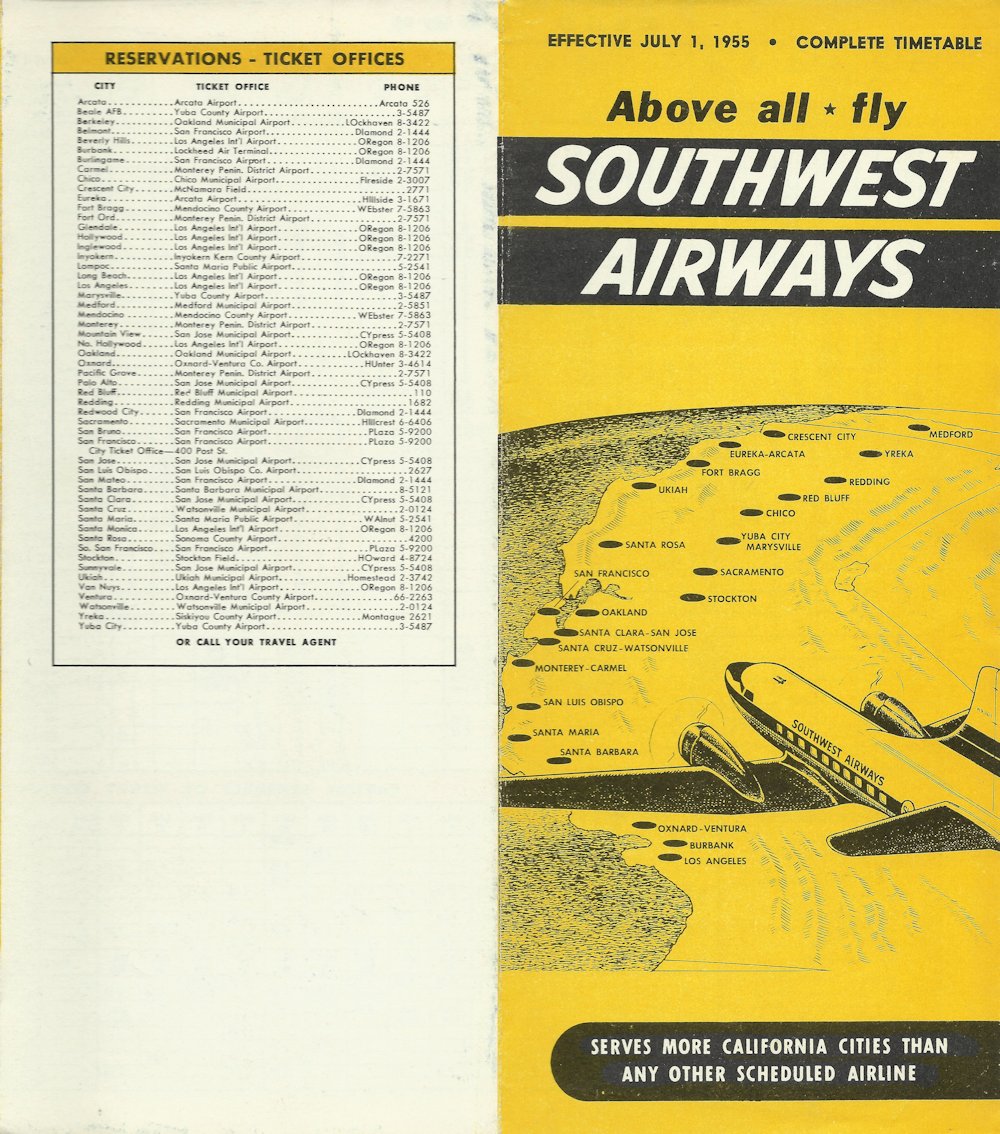 RESERVATIONS - TICKET OFFICES
CITY TICKET OFFICE PHONE
Arcata............Arcata Airport............Arcata 526
Beale AFB............Yuba County Airport............3-5487
Berkeley............Oakland Municipal Airport............LOckhaven 8-3422
Belmont............San Francisco Airport............DIamond 2-1444
Beverly Hills............Los Angeles Int'l Airport............ORegon 8-1206
Burbank............Lockheed Air Terminal............ORegon 8-1206
Burlingame............San Francisco Airport............DIamond 2-1444
Carmel............Monterey Penin. District Airport............2-7571
Chico............Chico Municipal Airport............FIreside 2-3007
Crescent City............McNamara Field............2771
Eureka............Arcata Airport............HIllside 3-1671
Fort Bragg............Mendocino County Airport............WEbster 7-5863
Fort Ord............Monterey Penin. District Airport............2-7571
Glendale............Los Angeles Int'l Airport............ORegon 8-1206
Hollywood............Los Angeles Int'l Airport............ORegon 8-1206
Inglewood............Los Angeles Int'l Airport............ORegon 8-1206
Inyokern............Inyokern Kern County Airport............7-2271
Lompoc............Santa Maria Public Airport............5-2541
Long Beach............Los Angeles Int'l Airport............ORegon 8-1206
Los Angeles............Los Angeles Int'l Airport............ORegon 8-1206
Marysville............Yuba County Airport............3-5487
Medford............Medford Municipal Airport............2-5851
Mendocino............Mendocino County Airport............WEbster 7-5863
Monterey............Monterey Penin. District Airport............2-7571
Mountain View............San Jose Municipal Airport............CYpress 5-5408
No. Hollywood............Los Angeles Int'l Airport............ORegon 8-1206
Oakland............Oakland Municipal Airport............LOckhaven 8-3422
Oxnard............Oxnard-Ventura Co. Airport............HUnter 3-4614
Pacific Grove............Monterey Penin. District Airport............2-7571
Palo Alto............San Jose Municipal Airport............CYpress 5-5408
Red Bluff............Red Bluff Municipal Airport............110
Redding............Redding Municipal Airport............1682
Redwood City............San Francisco Airport............DIamond 2-1444
Sacramento............Sacramento Municipal Airport............HIllcrest 6-6406
San Bruno............San Francisco Airport............PLaza 5-9200
San Francisco............San Francisco Airport............PLaza 5-9200
City Ticket Office—400 Post St.
San Jose............San Jose Municipal Airport............CYpress 5-5408
San Luis Obispo............San Luis Obispo Co. Airport............2627
San Mateo............San Francisco Airport............DIamond 2-1444
Santa Barbara............Santa Barbara Municipal Airport............8-5121
Santa Clara............San Jose Municipal Airport............CYpress 5-5408
Santa Cruz............Watsonville Municipal Airport............2-0124
Santa Maria............Santa Maria Public Airport............WAlnut 5-2541
Santa Monica............Los Angeles Int'l Airport............ORegon 8-1206
Santa Rosa............Sonoma County Airport............4200
So. San Francisco............San Francisco Airport............PLaza 5-9200
Stockton............Stockton Field............HOward 4-8724
Sunnyvale............San Jose Municipal Airport............CYpress 5-5408
Ukiah............Ukiah Municipal Airport............Homestead 2-3742
Van Nuys............Los Angeles Int'l Airport............ORegon 8-1206
Ventura............Oxnard-Ventura County Airport............66-2263
Watsonville............Watsonville Municipal Airport............2-0124
Yreka............Siskiyou County Airport............Montague 2621
Yuba City............Yuba County Airport............3-5487
OR CALL YOUR TRAVEL AGENT
EFFECTIVE JULY 1, 1955 • COMPLETE TIMETABLE
Above all ★ fly
SOUTHWEST
AIRWAYS
CRESCENT CITY
MEDFORD
EUREKA-ARCATA
YREKA
FORT BRAGG
REDDING
UKIAH
RED BLUFF
CHICO
YUBA CITY
MARYSVILLE
SANTA ROSA
SAN FRANCISCO
SACRAMENTO
STOCKTON
OAKLAND
SANTA CLARA-SAN JOSE
SANTA CRUZ-WATSONVILLE
MONTEREY-CARMEL
SAN LUIS OBISPO
SANTA MARIA
SANTA BARBARA
SOUTHWEST AIRWAYS
OXNARD-VENTURA
BURBANK
LOS ANGELES
SERVES MORE CALIFORNIA CITIES THAN
ANY OTHER SCHEDULED AIRLINE